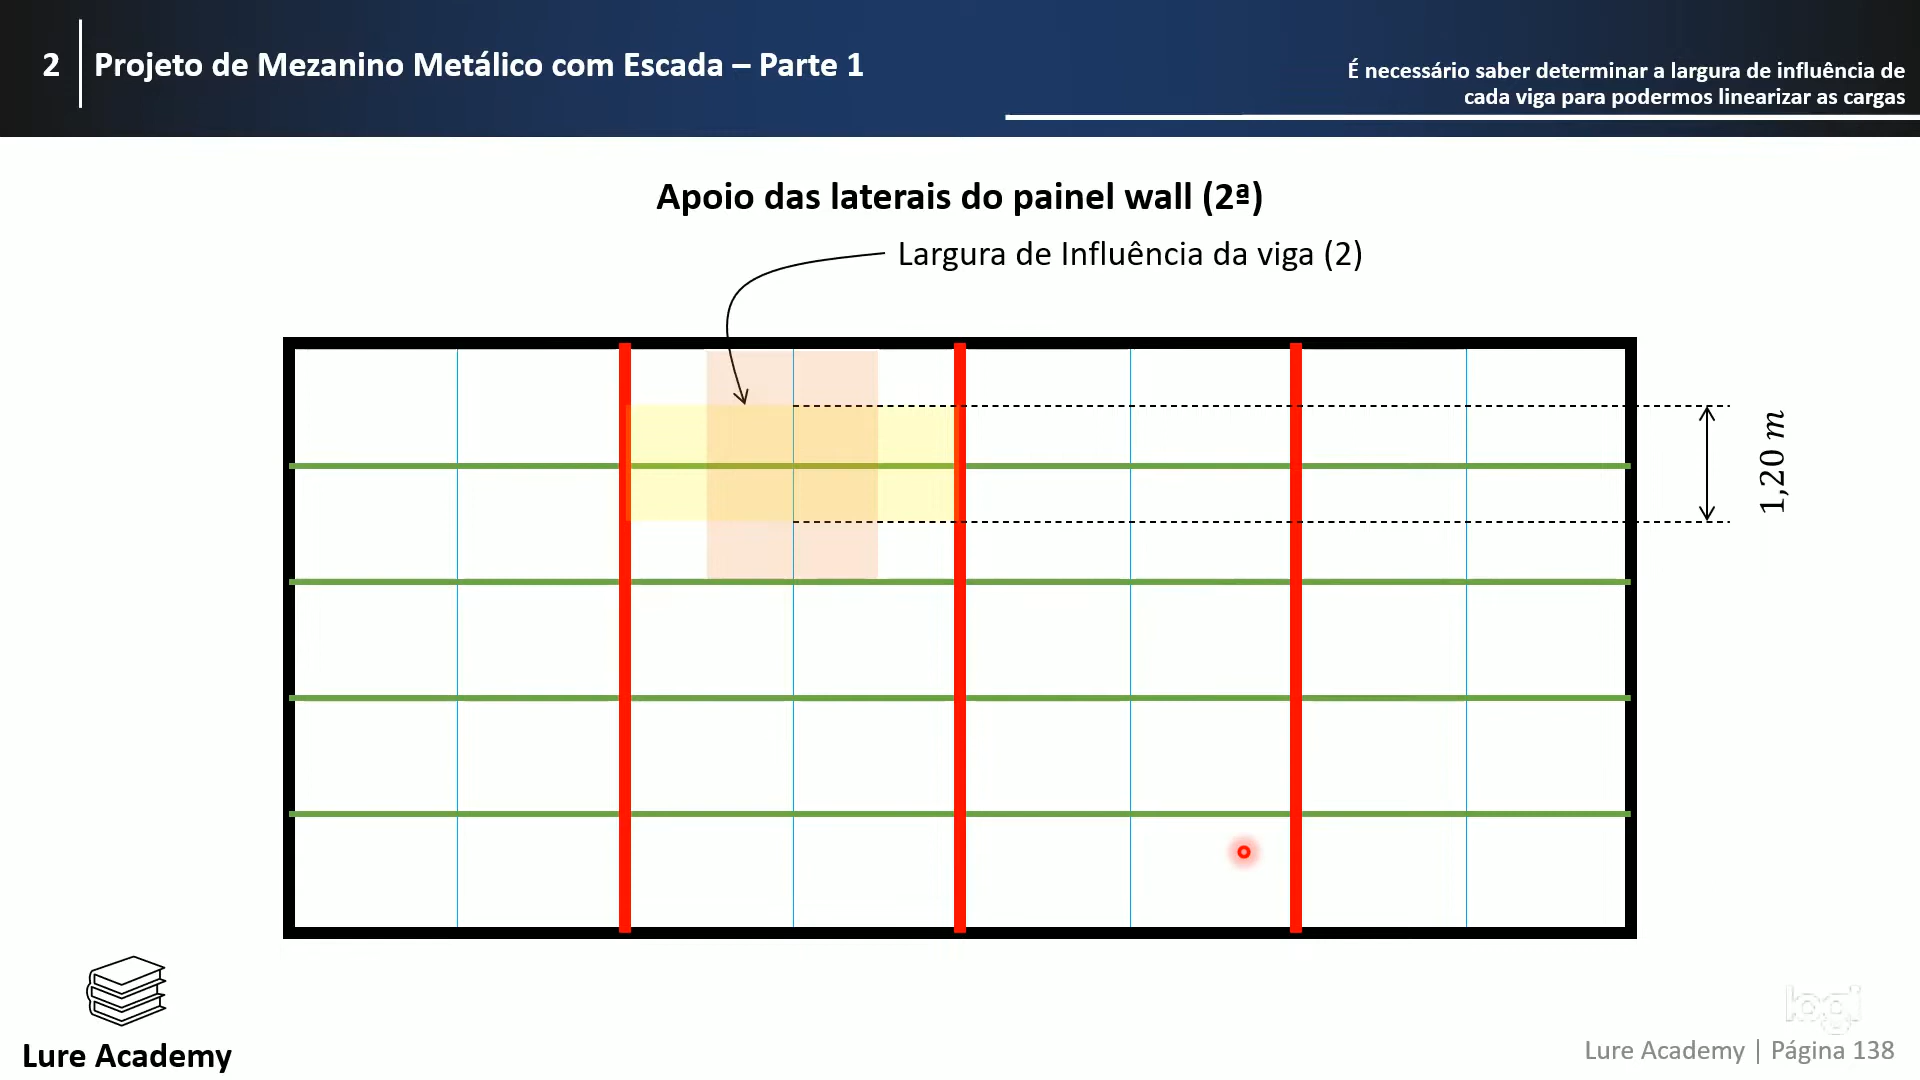 2
Projeto de Mezanino Metálico com Escada – Parte 1
É necessário saber determinar a largura de influência de
cada viga para podermos linearizar as cargas
Apoio das laterais do painel wall (2ª)
Largura de Influência da viga (2)
1,20 m
logi
Lure Academy
Lure Academy | Página 138